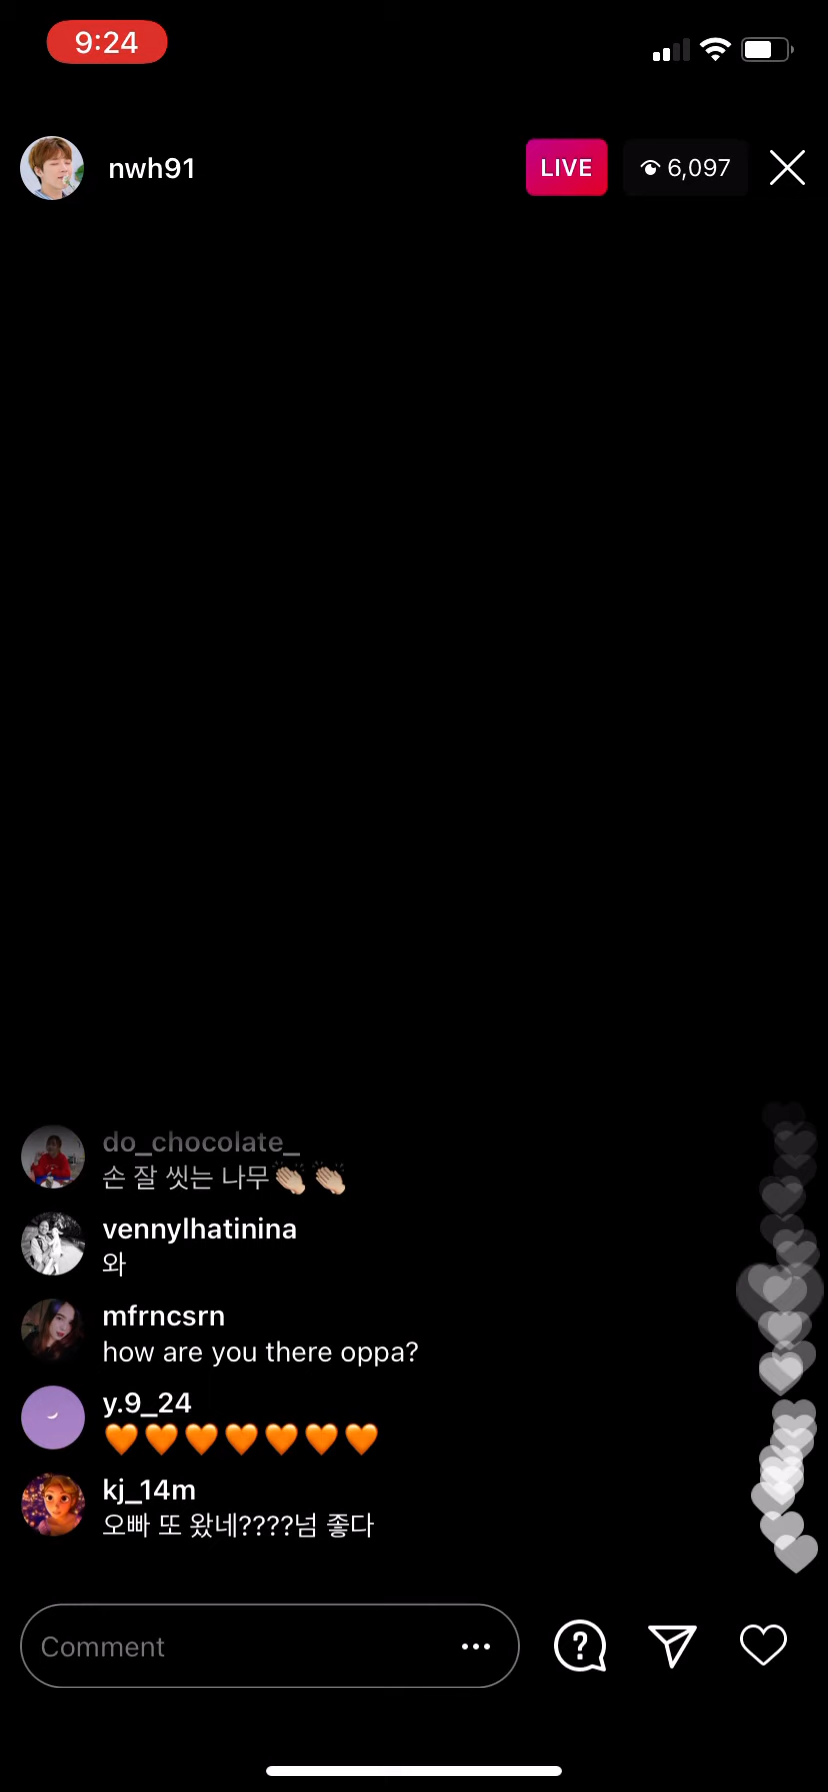 9:24
nwh91
LIVE
6,097
do_chocolate_
손 잘 씻는 나무👏🏼👏🏼
vennylhatinina
와
mfrncsrn
how are you there oppa?
y.9_24
🧡🧡🧡🧡🧡🧡🧡
kj_14m
오빠 또 왔네????넘 좋다
Comment